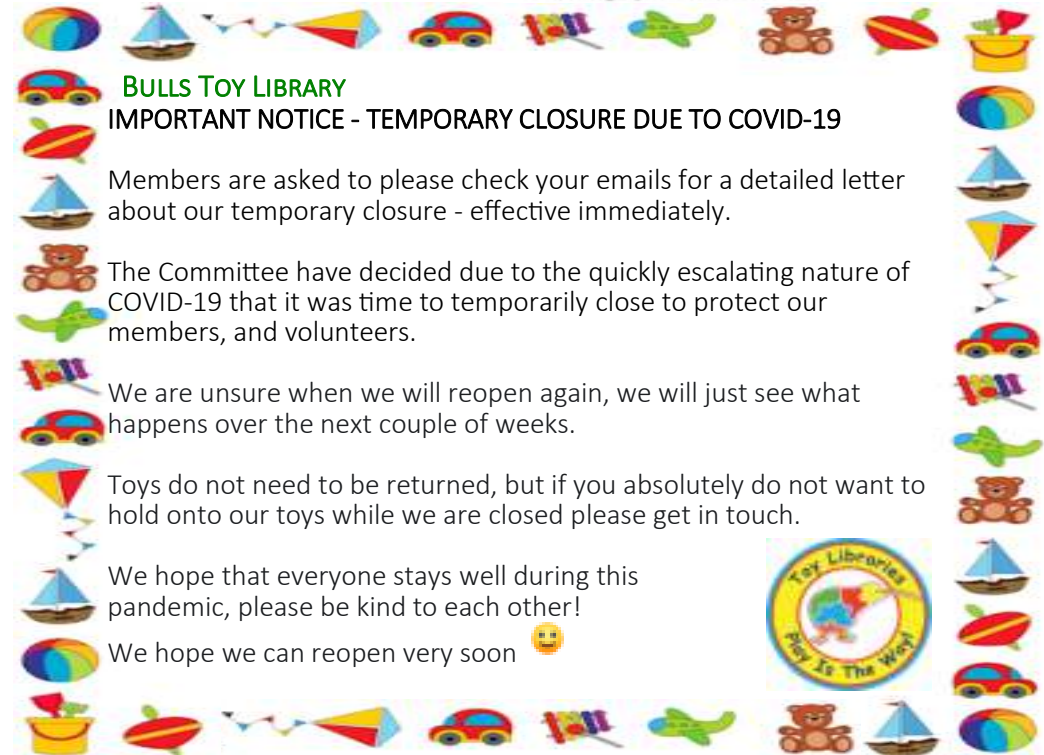 BULLS TOY LIBRARY
IMPORTANT NOTICE - TEMPORARY CLOSURE DUE TO COVID-19
Members are asked to please check your emails for a detailed letter
about our temporary closure - effective immediately.
The Committee have decided due to the quickly escalating nature of
COVID-19 that it was time to temporarily close to protect our
members, and volunteers.
We are unsure when we will reopen again, we will just see what
happens over the next couple of weeks.
Toys do not need to be returned, but if you absolutely do not want to
hold onto our toys while we are closed please get in touch.
We hope that everyone stays well during this
pandemic, please be kind to each other!
We hope we can reopen very soon
Toy Libraries
Play Is The Way!